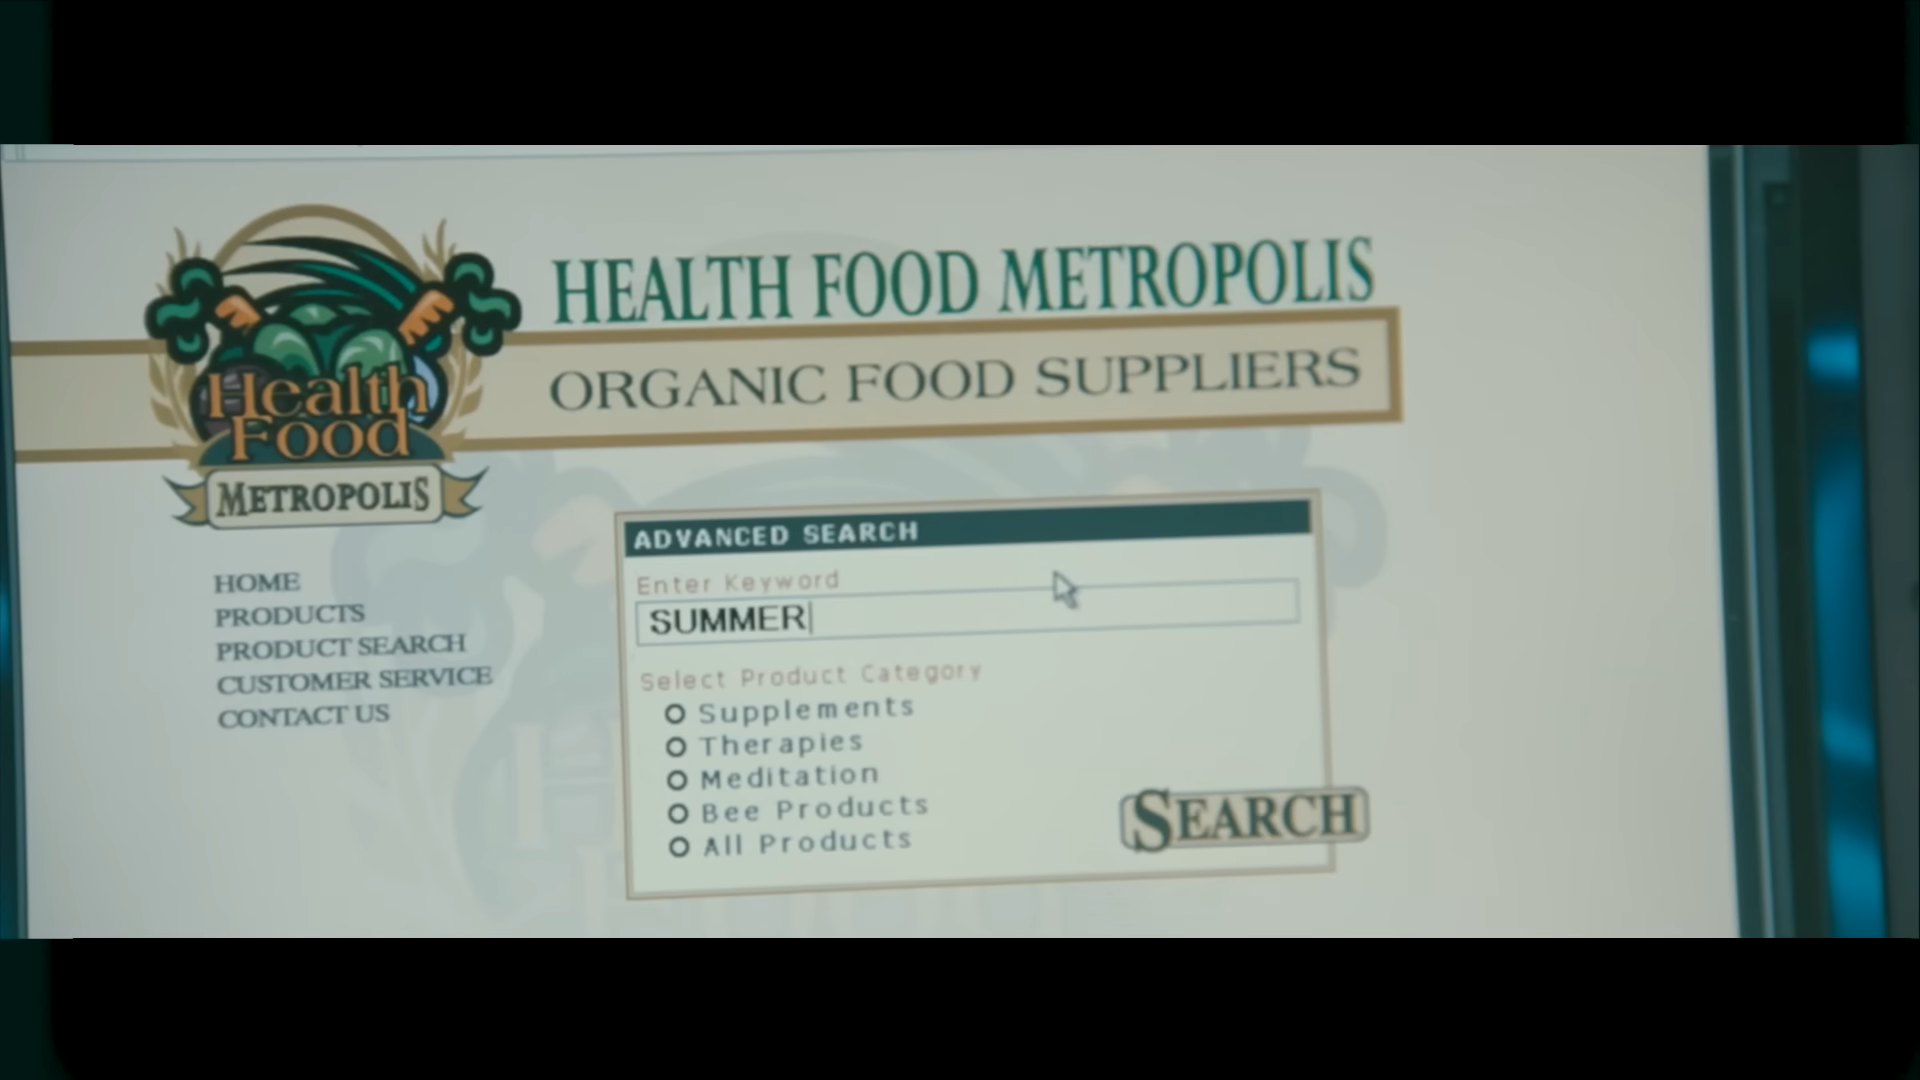 HEALTH FOOD METROPOLIS
ORGANIC FOOD SUPPLIERS
Health
Food
METROPOLIS
HOME
PRODUCTS
PRODUCT SEARCH
CUSTOMER SERVICE
CONTACT US
ADVANCED SEARCH
Enter Keyword
SUMMER
Select Product Category
Supplements
Therapies
Meditation
Bee Products
All Products
SEARCH